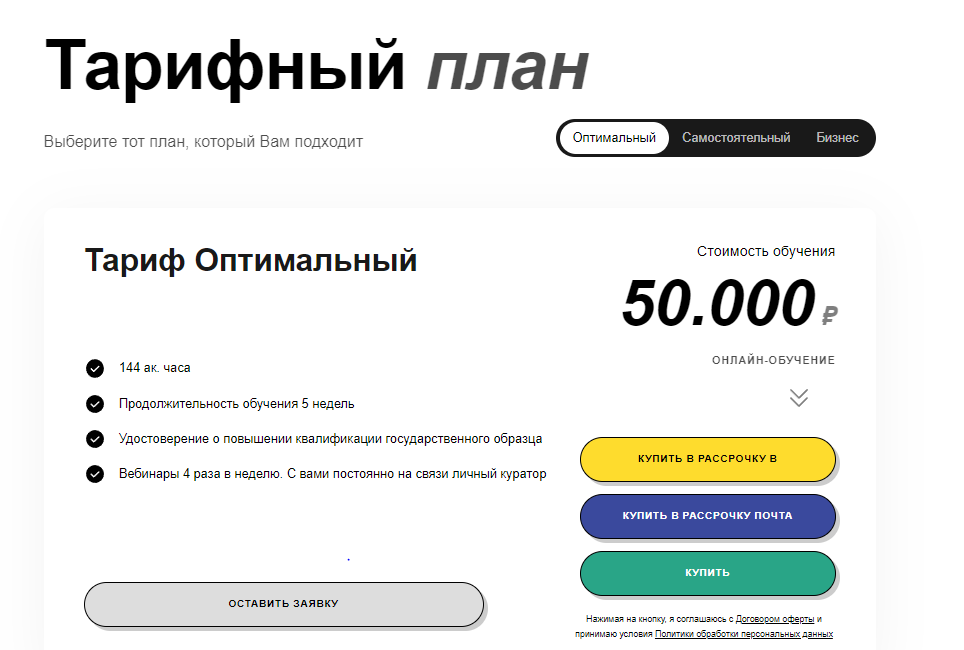 Тарифный план
Выберите тот план, который Вам подходит
Оптимальный Самостоятельный Бизнес
Тариф Оптимальный
Стоимость обучения
50.000 ₽
ОНЛАЙН-ОБУЧЕНИЕ
144 ак. часа
Продолжительность обучения 5 недель
Удостоверение о повышении квалификации государственного образца
Вебинары 4 раза в неделю. С вами постоянно на связи личный куратор
КУПИТЬ В РАССРОЧКУ В
КУПИТЬ В РАССРОЧКУ ПОЧТА
КУПИТЬ
ОСТАВИТЬ ЗАЯВКУ
Нажимая на кнопку, я соглашаюсь с Договором оферты и
принимаю условия Политики обработки персональных данных